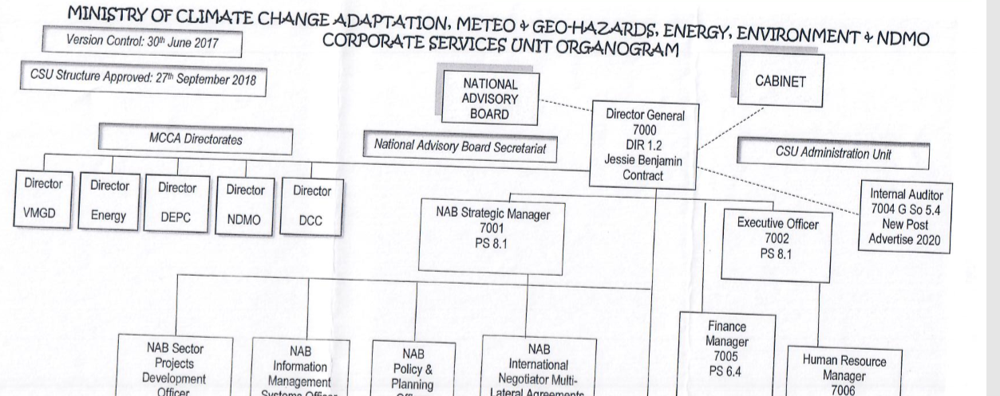 MINISTRY OF CLIMATE CHANGE ADAPTATION, METEO & GEO-HAZARDS, ENERGY, ENVIRONMENT & NDMO
CORPORATE SERVICES UNIT ORGANOGRAM
Version Control: 30th June 2017
CSU Structure Approved: 27th September 2018
NATIONAL
ADVISORY
BOARD
CABINET
Director General
7000
DIR 1.2
Jessie Benjamin
Contract
MCCA Directorates
National Advisory Board Secretariat
CSU Administration Unit
Director
VMGD
Director
Energy
Director
DEPC
Director
NDMO
Director
DCC
Internal Auditor
7004 G So 5.4
New Post
Advertise 2020
NAB Strategic Manager
7001
PS 8.1
Executive Officer
7002
PS 8.1
NAB Sector
Projects
Development
Officer
NAB
Information
Management
Systems Officer
NAB
Policy &
Planning
NAB
International
Negotiator Multi-
Lateral Agreements
Finance
Manager
7005
PS 6.4
Human Resource
Manager
7006